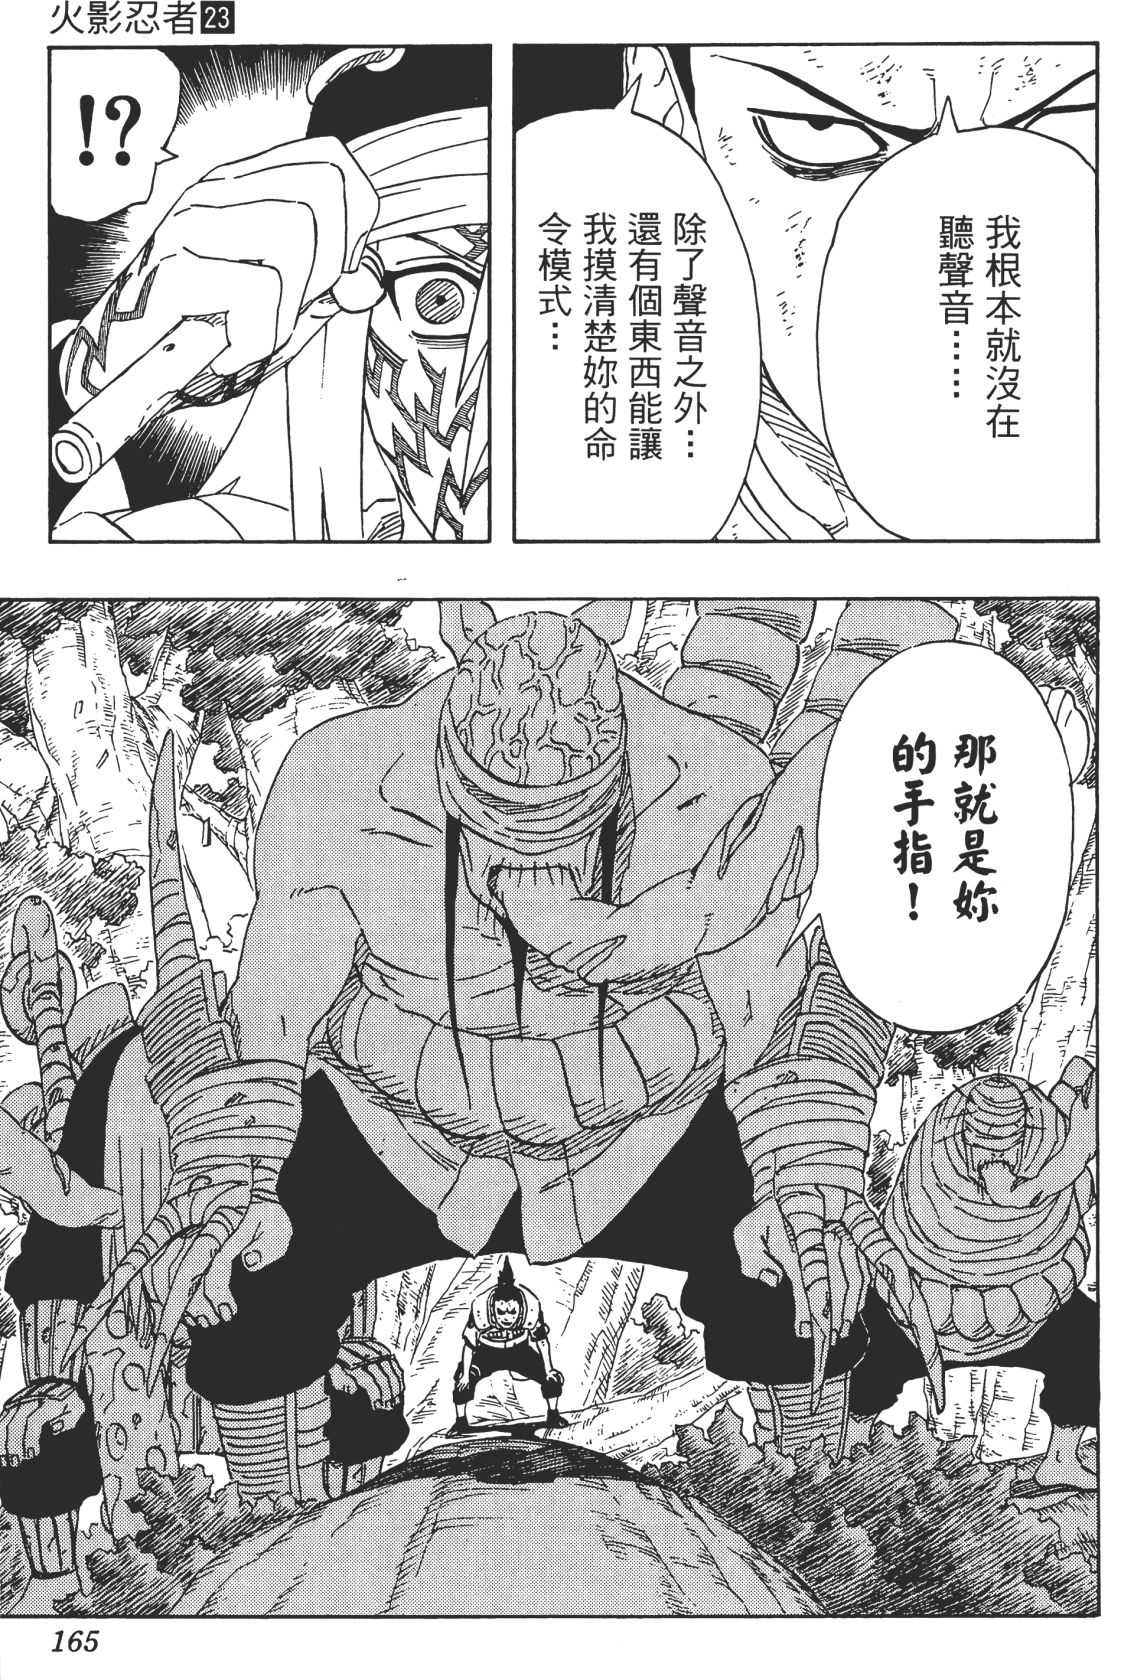 火影忍者23
我根本就沒在
聽聲音……
除了聲音之外…
還有個東西能讓
我摸清楚妳的命
令模式…
!?
那就是妳
的手指!
165